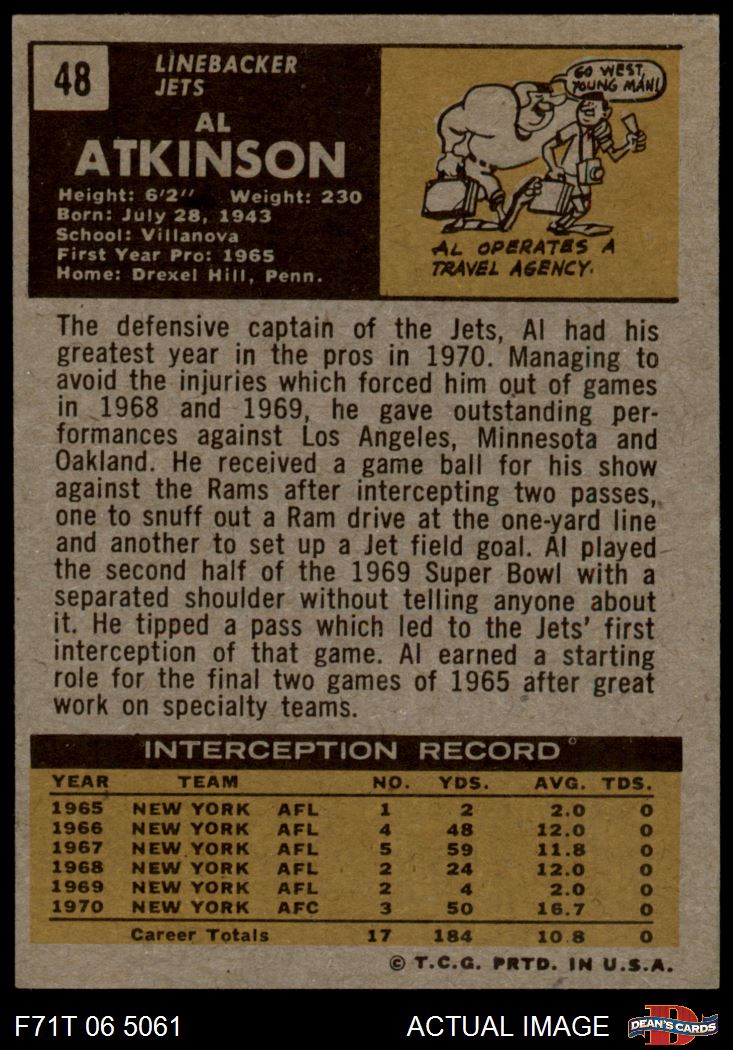 48
LINEBACKER
JETS
AL
ATKINSON
Height: 6'2'' Weight: 230
Born: July 28, 1943
School: Villanova
First Year Pro: 1965
Home: Drexel Hill, Penn.
GO WEST,
YOUNG MAN!
AL OPERATES A
TRAVEL AGENCY.
The defensive captain of the Jets, Al had his
greatest year in the pros in 1970. Managing to
avoid the injuries which forced him out of games
in 1968 and 1969, he gave outstanding per-
formances against Los Angeles, Minnesota and
Oakland. He received a game ball for his show
against the Rams after intercepting two passes,
one to snuff out a Ram drive at the one-yard line
and another to set up a Jet field goal. Al played
the second half of the 1969 Super Bowl with a
separated shoulder without telling anyone about
it. He tipped a pass which led to the Jets' first
interception of that game. Al earned a starting
role for the final two games of 1965 after great
work on specialty teams.
INTERCEPTION RECORD
YEAR TEAM NO. YDS. AVG. TDS.
1965 NEW YORK AFL 1 2 2.0 0
1966 NEW YORK AFL 4 48 12.0 0
1967 NEW YORK AFL 5 59 11.8 0
1968 NEW YORK AFL 2 24 12.0 0
1969 NEW YORK AFL 2 4 2.0 0
1970 NEW YORK AFC 3 50 16.7 0
Career Totals 17 184 10.8 0
© T.C.G. PRTD. IN U.S.A.
F71T 06 5061 ACTUAL IMAGE DEAN'S CARDS